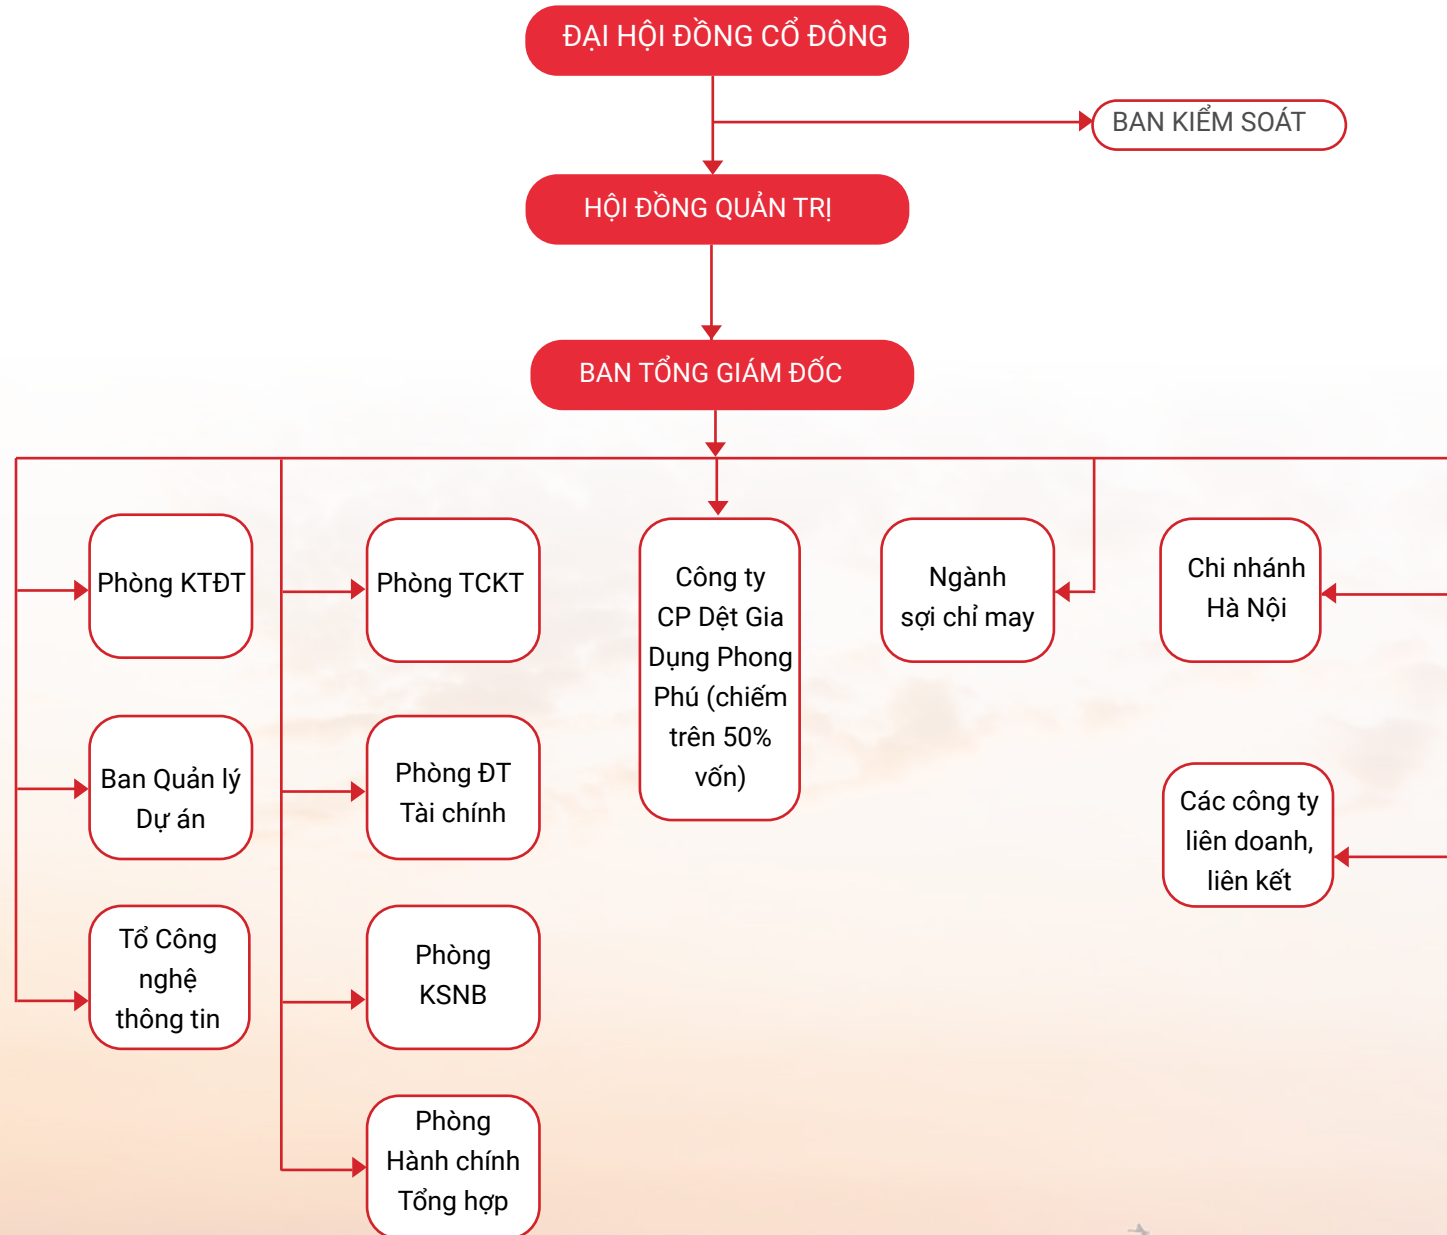 ĐẠI HỘI ĐỒNG CỔ ĐÔNG
BAN KIỂM SOÁT
HỘI ĐỒNG QUẢN TRỊ
BAN TỔNG GIÁM ĐỐC
Phòng KTĐT
Ban Quản lý
Dự án
Tổ Công
nghệ
thông tin
Phòng TCKT
Phòng ĐT
Tài chính
Phòng
KSNB
Phòng
Hành chính
Tổng hợp
Công ty
CP Dệt Gia
Dụng Phong
Phú (chiếm
trên 50%
vốn)
Ngành
sợi chỉ may
Chi nhánh
Hà Nội
Các công ty
liên doanh,
liên kết